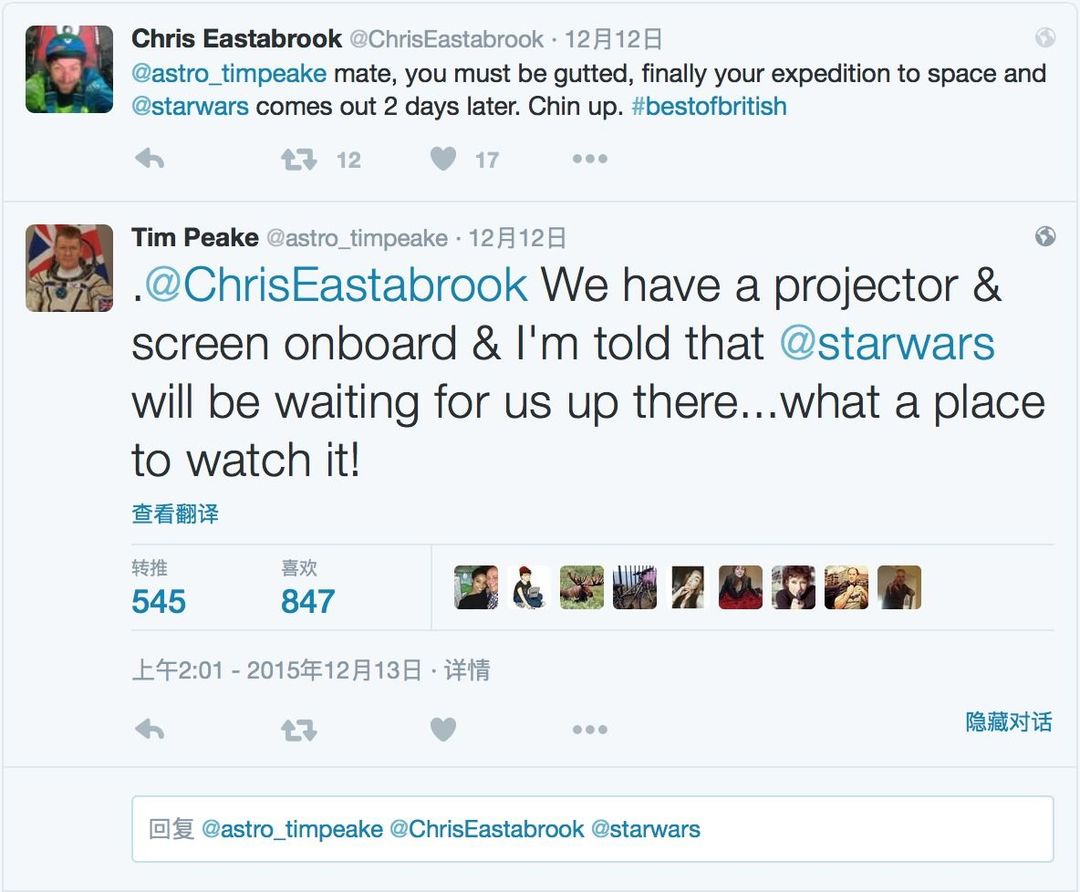 Chris Eastabrook @ChrisEastabrook · 12月12日
@astro_timpeake mate, you must be gutted, finally your expedition to space and
@starwars comes out 2 days later. Chin up. #bestofbritish
12 17
Tim Peake @astro_timpeake · 12月12日
.@ChrisEastabrook We have a projector &
screen onboard & I'm told that @starwars
will be waiting for us up there...what a place
to watch it!
查看翻译
转推 喜欢
545 847
上午2:01 - 2015年12月13日 · 详情
隐藏对话
回复 @astro_timpeake @ChrisEastabrook @starwars